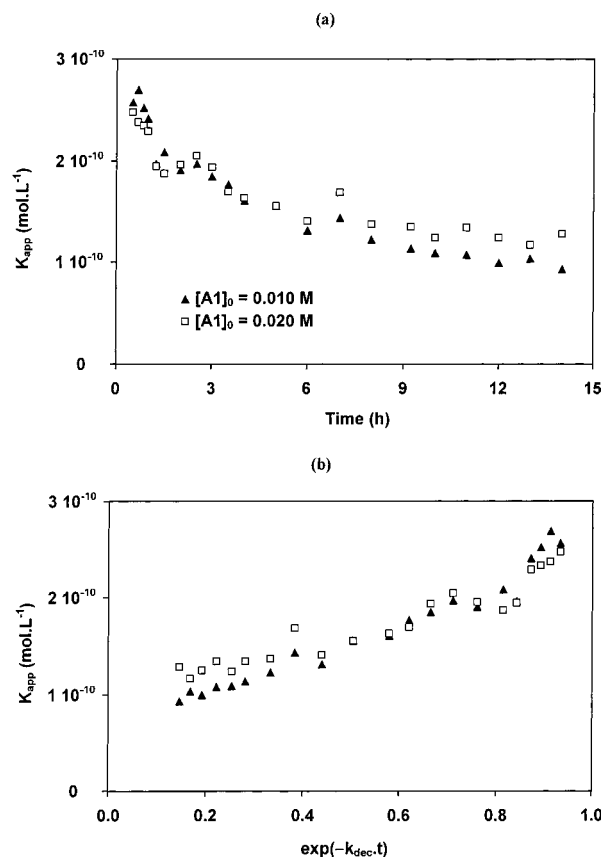 (a)
3 10⁻¹⁰
2 10⁻¹⁰
1 10⁻¹⁰
0
Kapp (mol.L⁻¹)
▲ [A1]₀ = 0.010 M
□ [A1]₀ = 0.020 M
0 3 6 9 12 15
Time (h)
(b)
3 10⁻¹⁰
2 10⁻¹⁰
1 10⁻¹⁰
0
Kapp (mol.L⁻¹)
0.0 0.2 0.4 0.6 0.8 1.0
exp(−kdec.t)